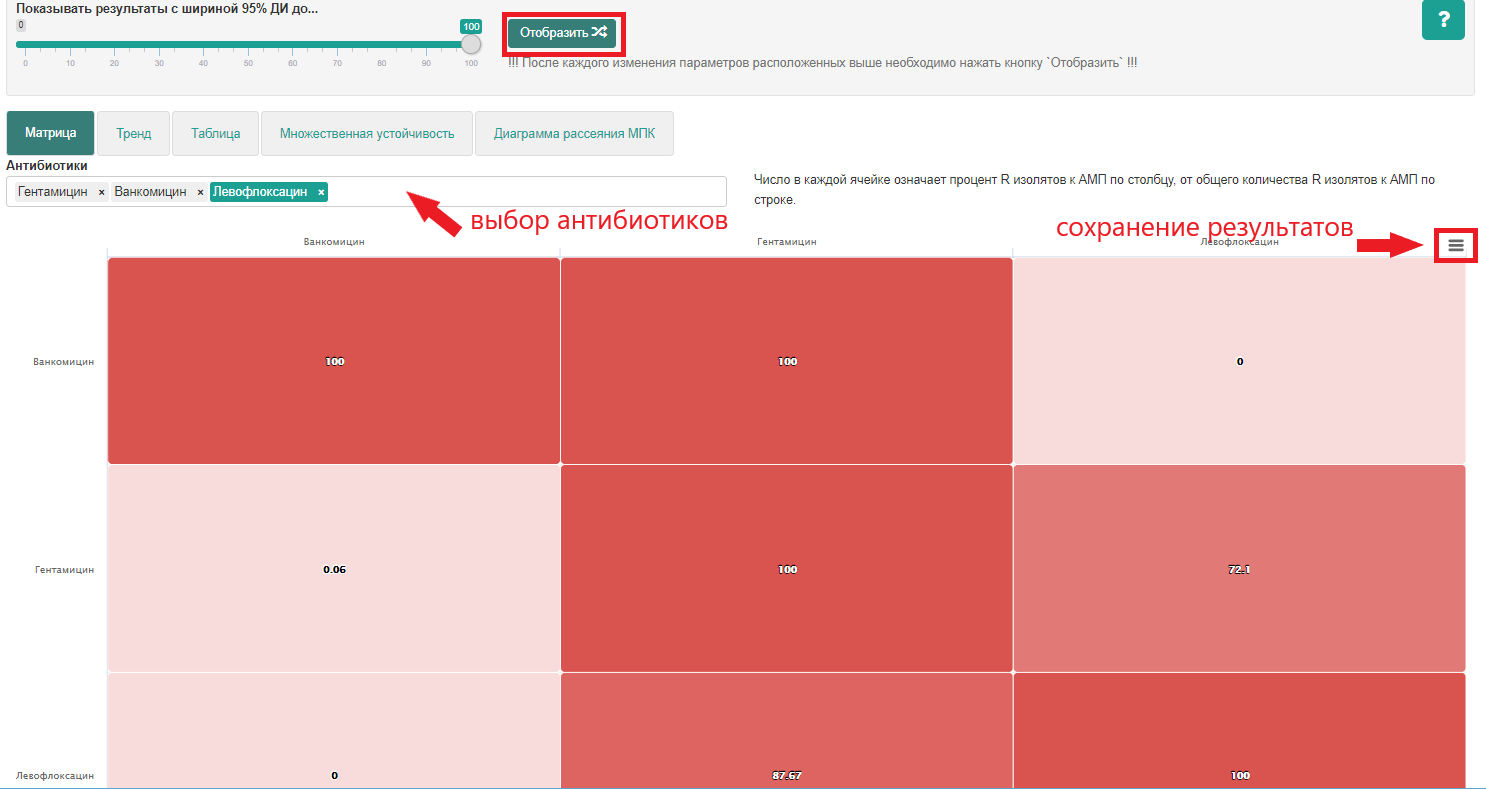 Показывать результаты с шириной 95% ДИ до...
0
100
0 10 20 30 40 50 60 70 80 90 100
Отобразить
?
!!! После каждого изменения параметров расположенных выше необходимо нажать кнопку `Отобразить` !!!
Матрица Тренд Таблица Множественная устойчивость Диаграмма рассеяния МПК
Антибиотики
Гентамицин × Ванкомицин × Левофлоксацин ×
выбор антибиотиков
Число в каждой ячейке означает процент R изолятов к АМП по столбцу, от общего количества R изолятов к АМП по
строке.
сохранение результатов
Ванкомицин Гентамицин Левофлоксацин
Ванкомицин 100 100 0
Гентамицин 0.06 100 72.1
Левофлоксацин 0 87.67 100